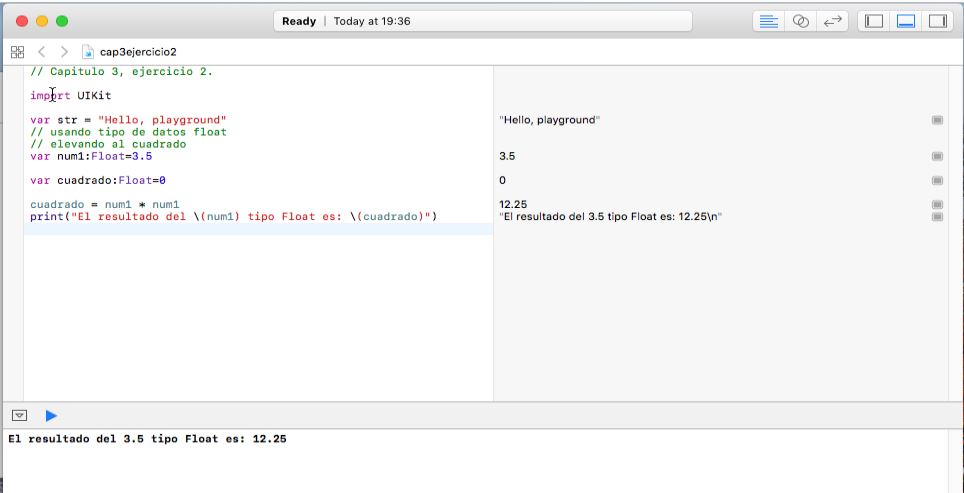 Ready | Today at 19:36
cap3ejercicio2
// Capitulo 3, ejercicio 2.
import UIKit
var str = "Hello, playground"
"Hello, playground"
// usando tipo de datos float
// elevando al cuadrado
var num1:Float=3.5
3.5
var cuadrado:Float=0
0
cuadrado = num1 * num1
12.25
print("El resultado del \(num1) tipo Float es: \(cuadrado)")
"El resultado del 3.5 tipo Float es: 12.25\n"
El resultado del 3.5 tipo Float es: 12.25